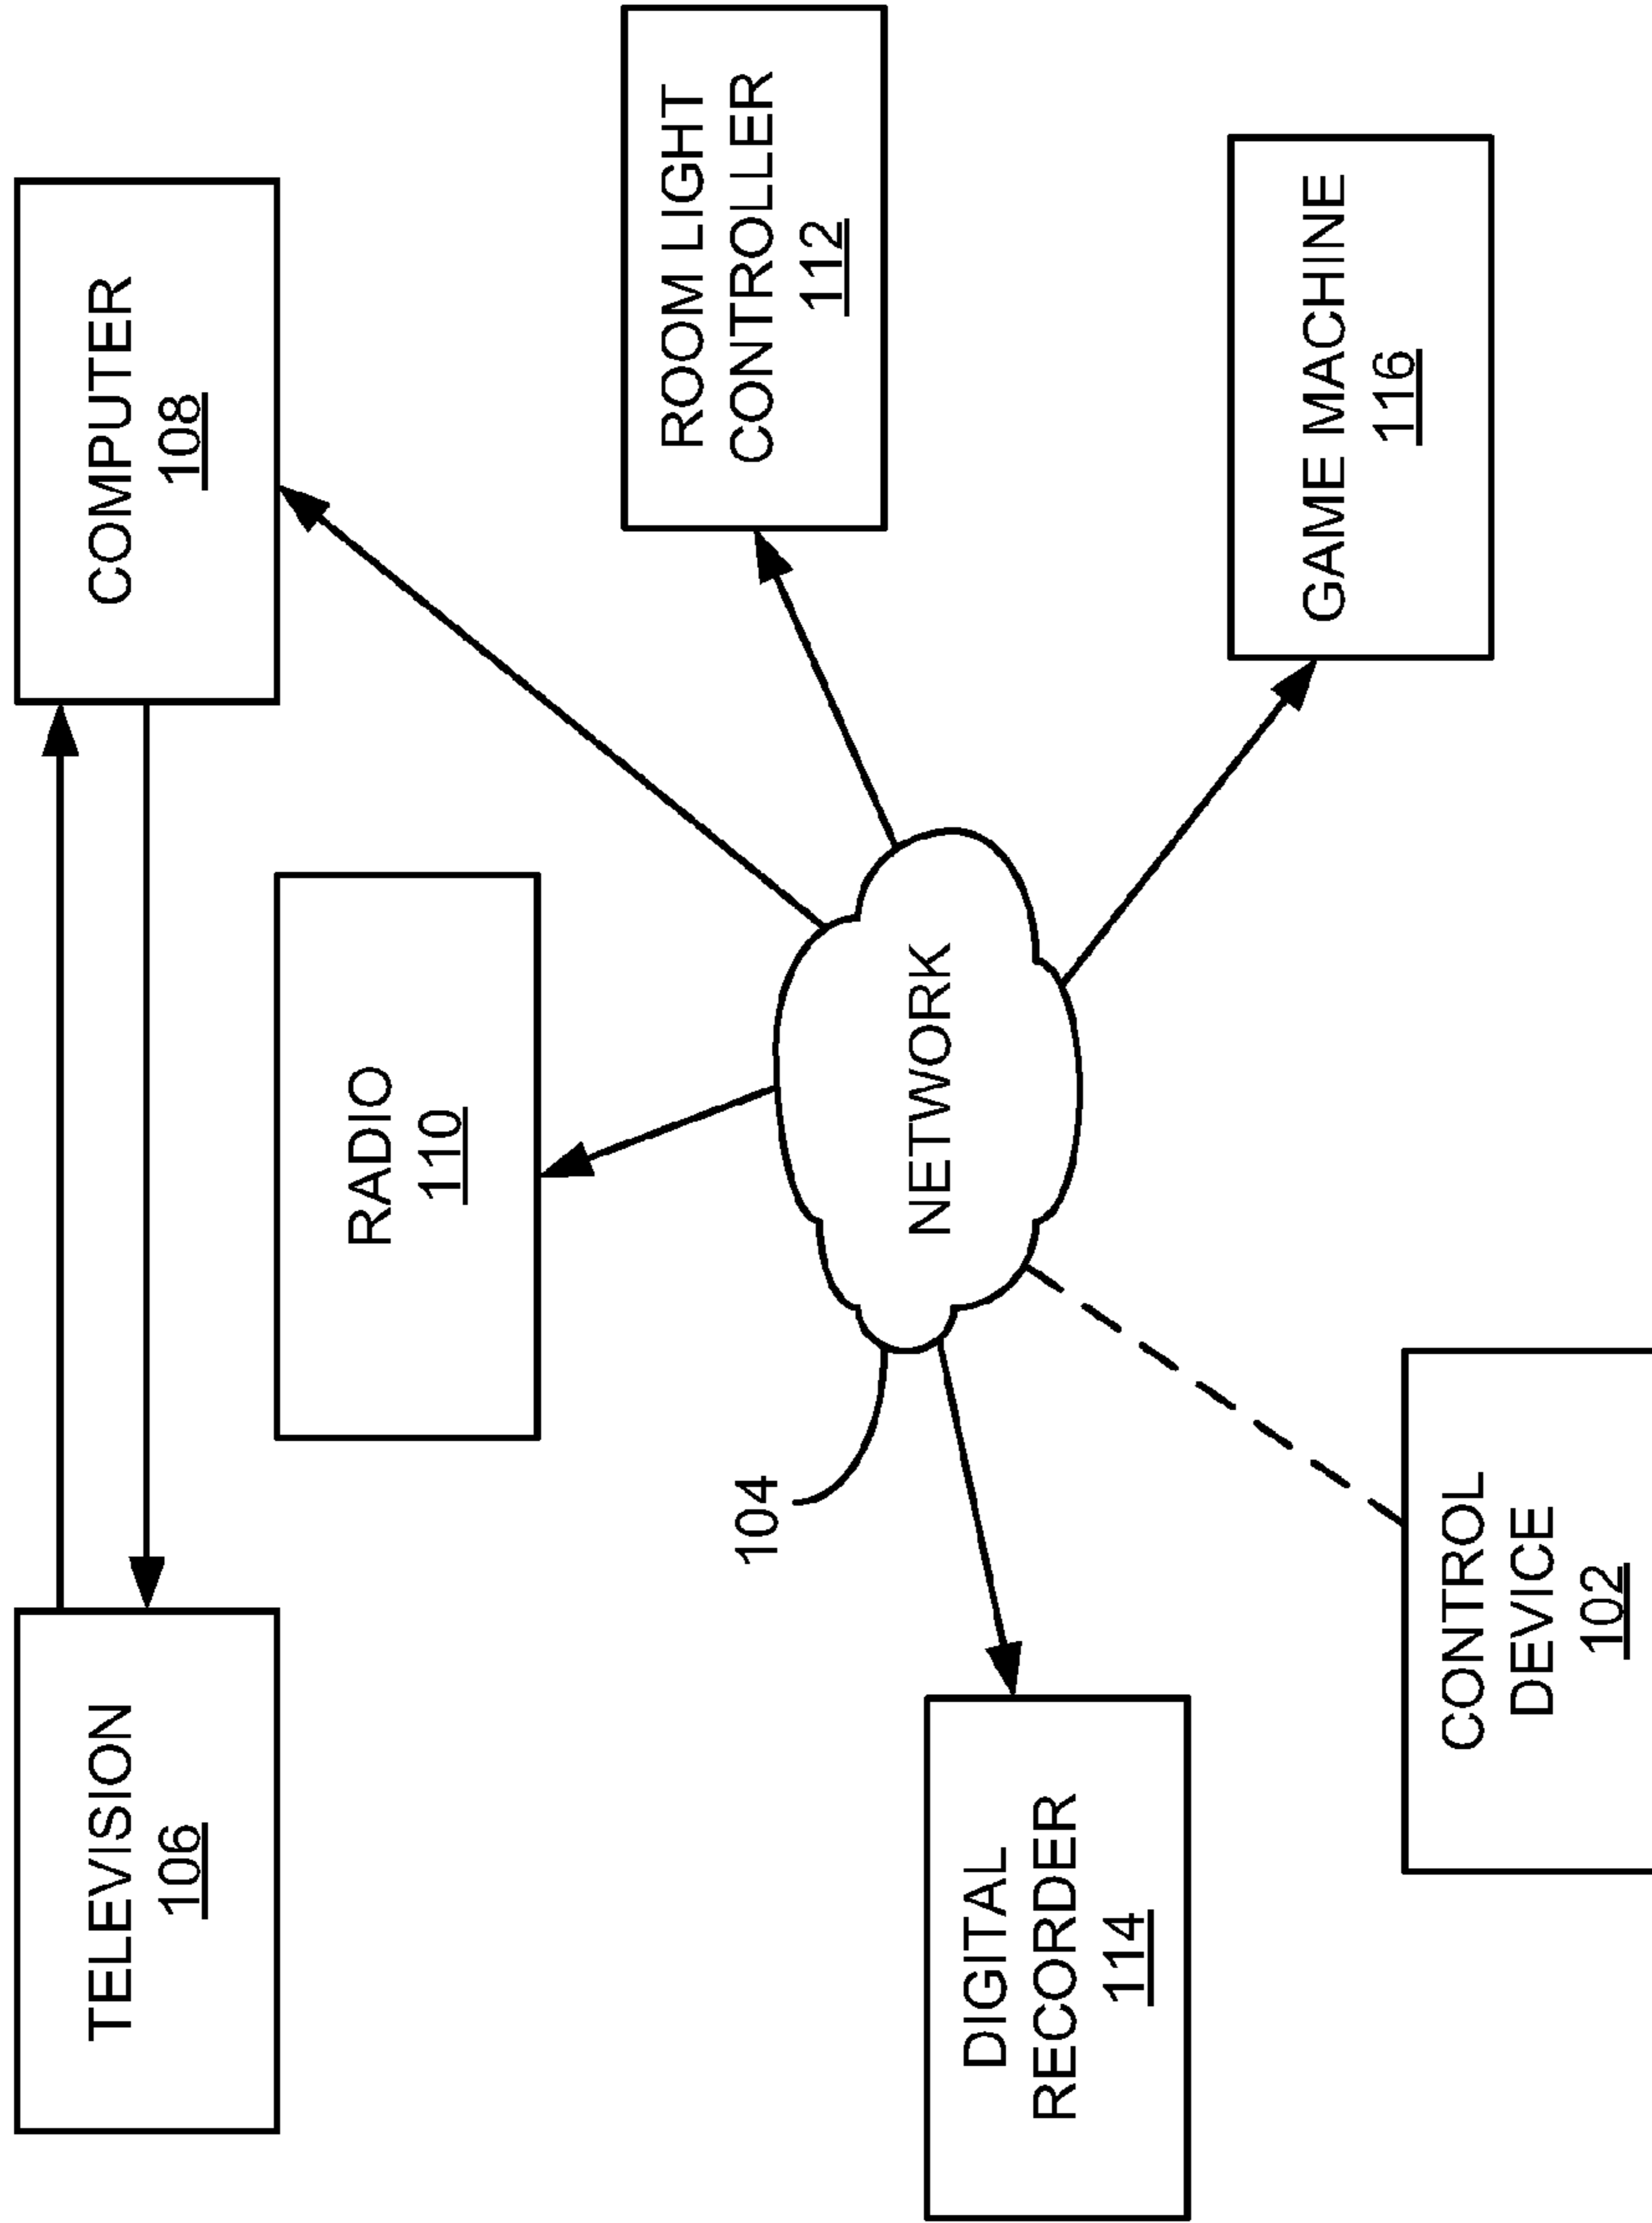 TELEVISION
106
COMPUTER
108
RADIO
110
ROOM LIGHT
CONTROLLER
112
104
NETWORK
DIGITAL
RECORDER
114
GAME MACHINE
116
CONTROL
DEVICE
102